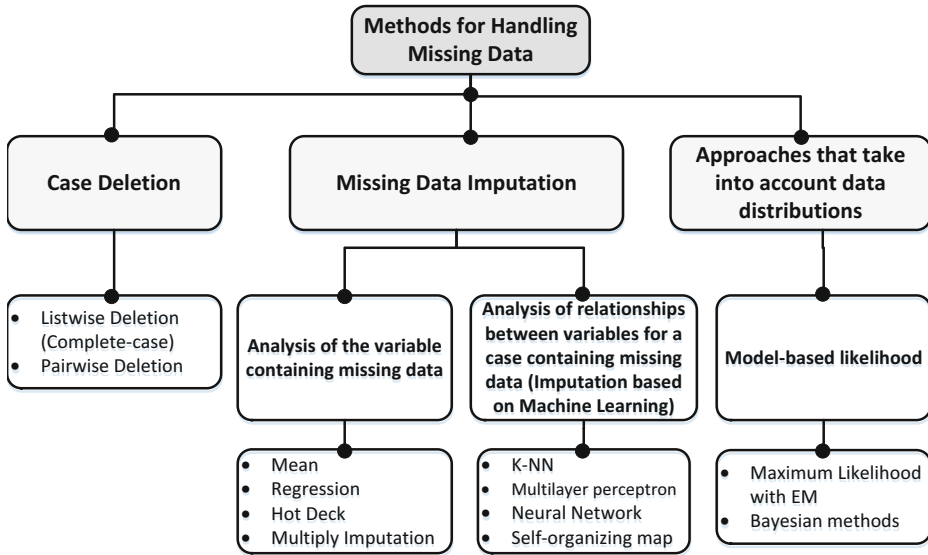 Methods for Handling
Missing Data
Case Deletion
Missing Data Imputation
Approaches that take
into account data
distributions
• Listwise Deletion
(Complete-case)
• Pairwise Deletion
Analysis of the variable
containing missing data
Analysis of relationships
between variables for a
case containing missing
data (Imputation based
on Machine Learning)
Model-based likelihood
• Mean
• Regression
• Hot Deck
• Multiply Imputation
• K-NN
• Multilayer perceptron
• Neural Network
• Self-organizing map
• Maximum Likelihood
with EM
• Bayesian methods